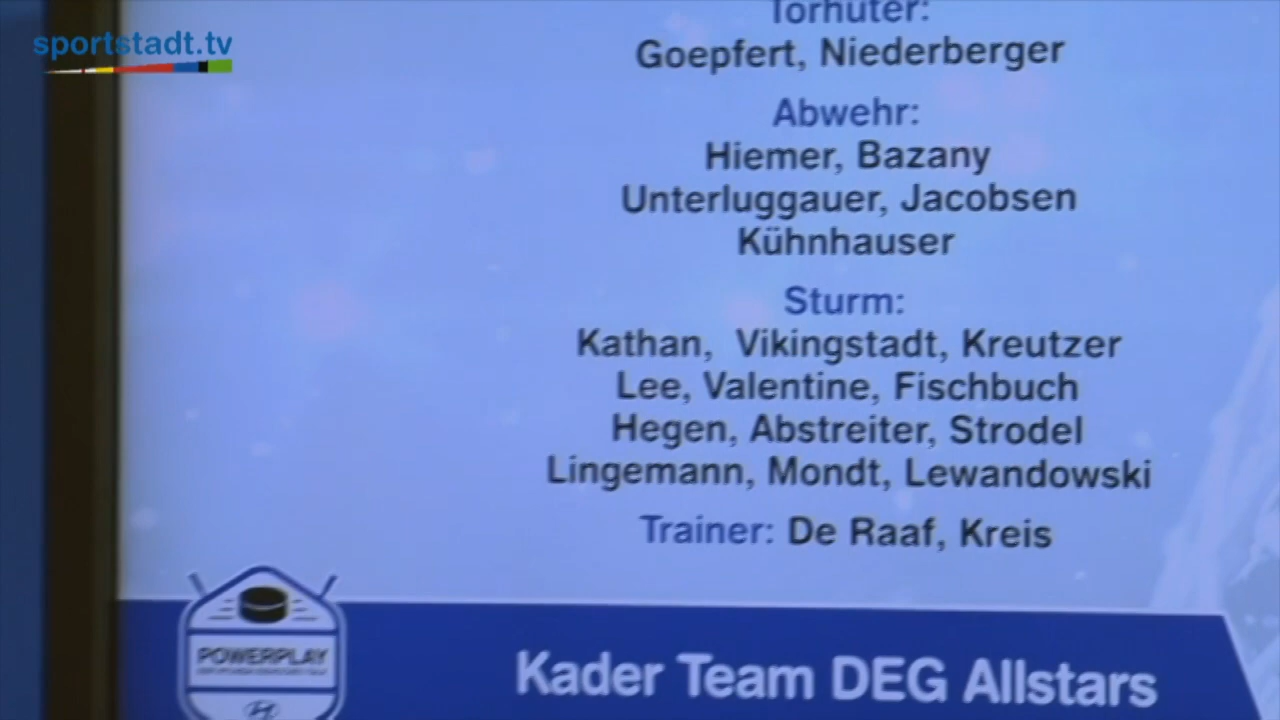 sportstadt.tv
Torhüter:
Goepfert, Niederberger
Abwehr:
Hiemer, Bazany
Unterluggauer, Jacobsen
Kühnhauser
Sturm:
Kathan, Vikingstadt, Kreutzer
Lee, Valentine, Fischbuch
Hegen, Abstreiter, Strodel
Lingemann, Mondt, Lewandowski
Trainer: De Raaf, Kreis
POWERPLAY
Kader Team DEG Allstars